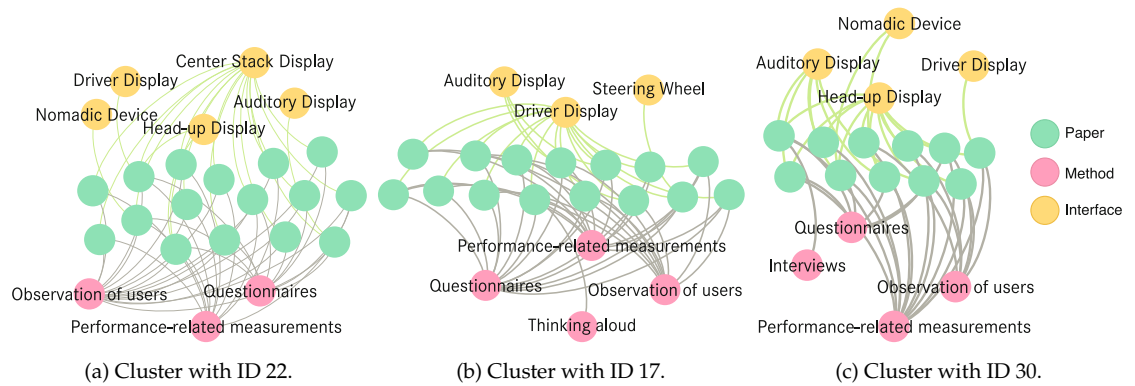 Center Stack Display
Driver Display
Auditory Display
Nomadic Device
Head-up Display
Observation of users
Questionnaires
Performance-related measurements
(a) Cluster with ID 22.
Auditory Display
Steering Wheel
Driver Display
Performance-related measurements
Questionnaires
Observation of users
Thinking aloud
(b) Cluster with ID 17.
Nomadic Device
Auditory Display
Driver Display
Head-up Display
Questionnaires
Interviews
Observation of users
Performance-related measurements
(c) Cluster with ID 30.
Paper
Method
Interface